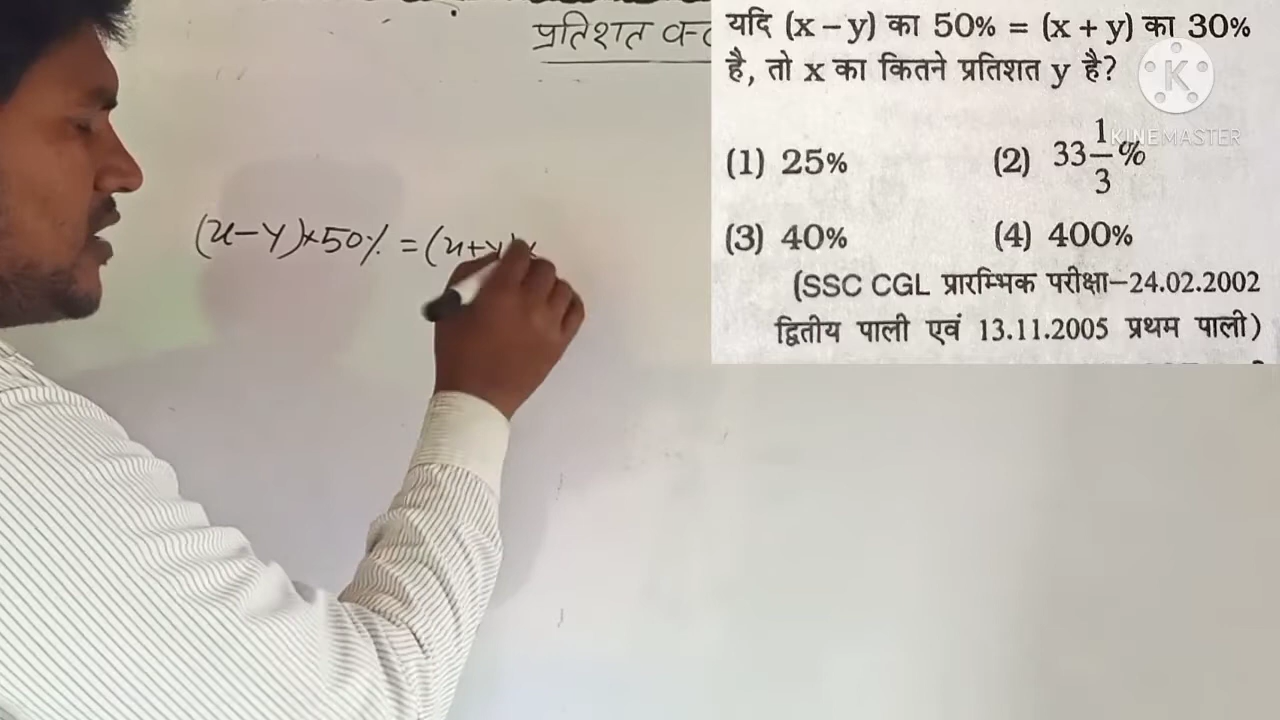 प्रतिशत
(x-y)×50% = (x+y)×
यदि (x – y) का 50% = (x + y) का 30%
है, तो x का कितने प्रतिशत y है?
(1) 25% (2) 33 1/3 %
(3) 40% (4) 400%
(SSC CGL प्रारम्भिक परीक्षा–24.02.2002
द्वितीय पाली एवं 13.11.2005 प्रथम पाली)
KINEMASTER